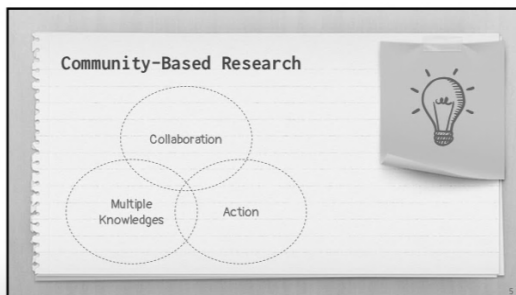 Community-Based Research
Collaboration
Multiple
Knowledges
Action
5